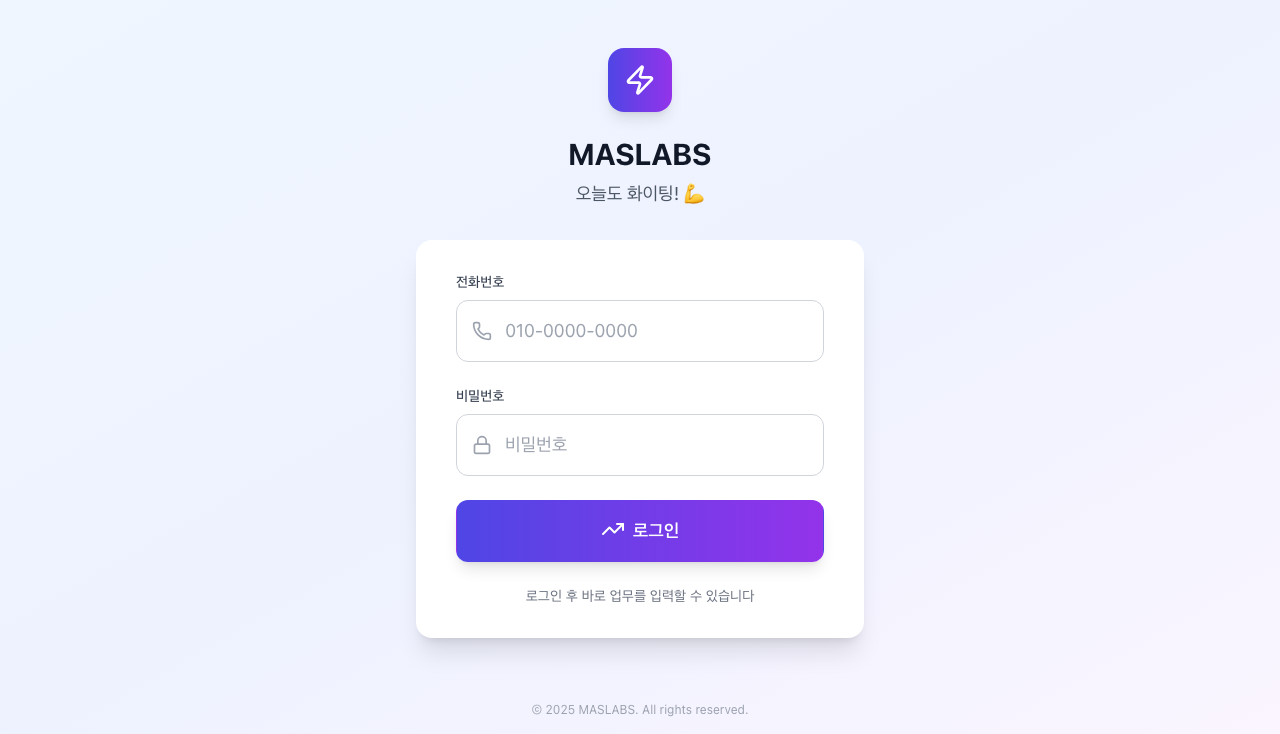 MASLABS
오늘도 화이팅! 💪
전화번호
010-0000-0000
비밀번호
비밀번호
로그인
로그인 후 바로 업무를 입력할 수 있습니다
© 2025 MASLABS. All rights reserved.